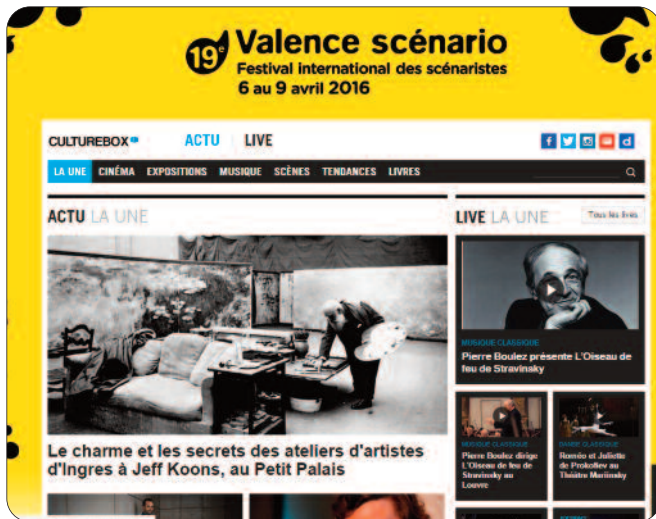 19e Valence scénario
Festival international des scénaristes
6 au 9 avril 2016
CULTUREBOX
ACTU LIVE
LA UNE CINÉMA EXPOSITIONS MUSIQUE SCÈNES TENDANCES LIVRES
ACTU LA UNE
Le charme et les secrets des ateliers d'artistes
d'Ingres à Jeff Koons, au Petit Palais
LIVE LA UNE
Tous les lives
MUSIQUE CLASSIQUE
Pierre Boulez présente L'Oiseau de
feu de Stravinsky
MUSIQUE CLASSIQUE
Pierre Boulez dirige
L'Oiseau de feu de
Stravinsky au
Louvre
DANSE CLASSIQUE
Roméo et Juliette
de Prokofiev au
Théâtre Mariinsky